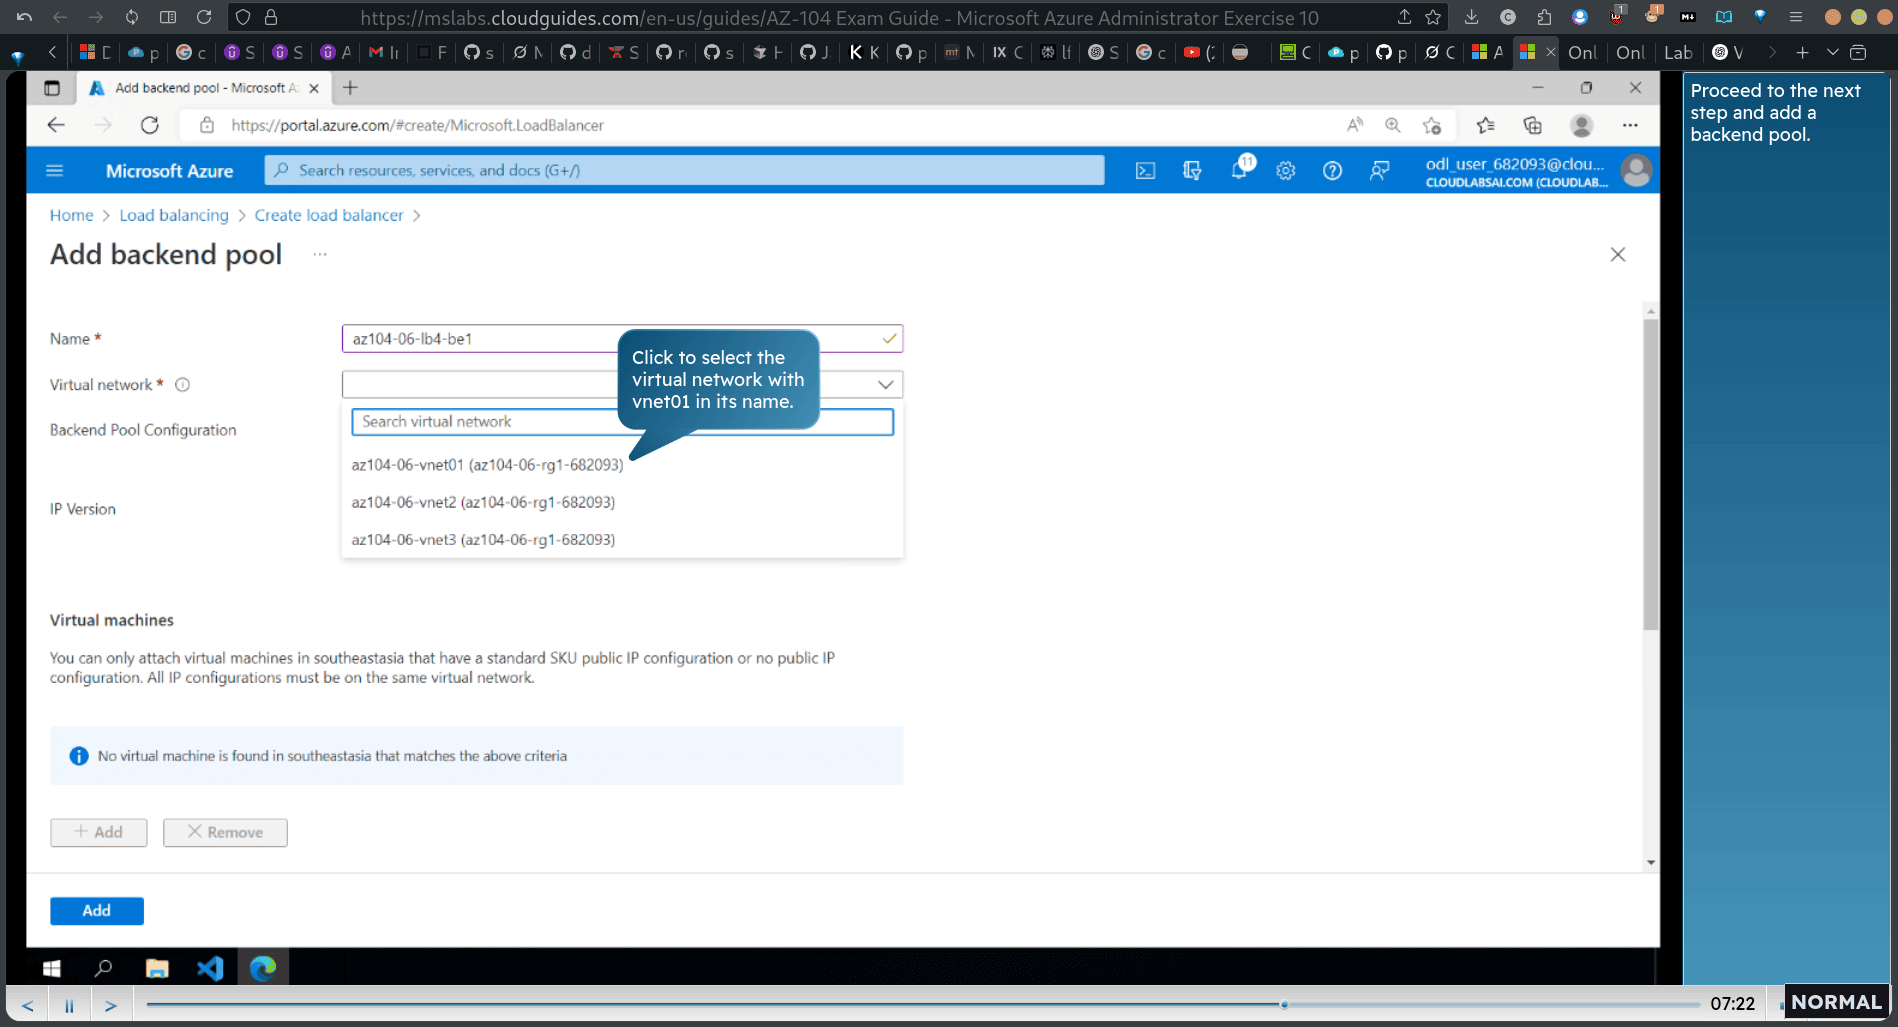 https://mslabs.cloudguides.com/en-us/guides/AZ-104 Exam Guide - Microsoft Azure Administrator Exercise 10
Add backend pool - Microsoft A
https://portal.azure.com/#create/Microsoft.LoadBalancer
Microsoft Azure
Search resources, services, and docs (G+/)
11
odl_user_682093@clou...
CLOUDLABSAI.COM (CLOUDLAB...
Home > Load balancing > Create load balancer >
Add backend pool ...
Name *
az104-06-lb4-be1
Virtual network *
Search virtual network
Backend Pool Configuration
az104-06-vnet01 (az104-06-rg1-682093)
az104-06-vnet2 (az104-06-rg1-682093)
IP Version
az104-06-vnet3 (az104-06-rg1-682093)
Click to select the
virtual network with
vnet01 in its name.
Virtual machines
You can only attach virtual machines in southeastasia that have a standard SKU public IP configuration or no public IP
configuration. All IP configurations must be on the same virtual network.
No virtual machine is found in southeastasia that matches the above criteria
+ Add
Remove
Add
Proceed to the next
step and add a
backend pool.
07:22
NORMAL